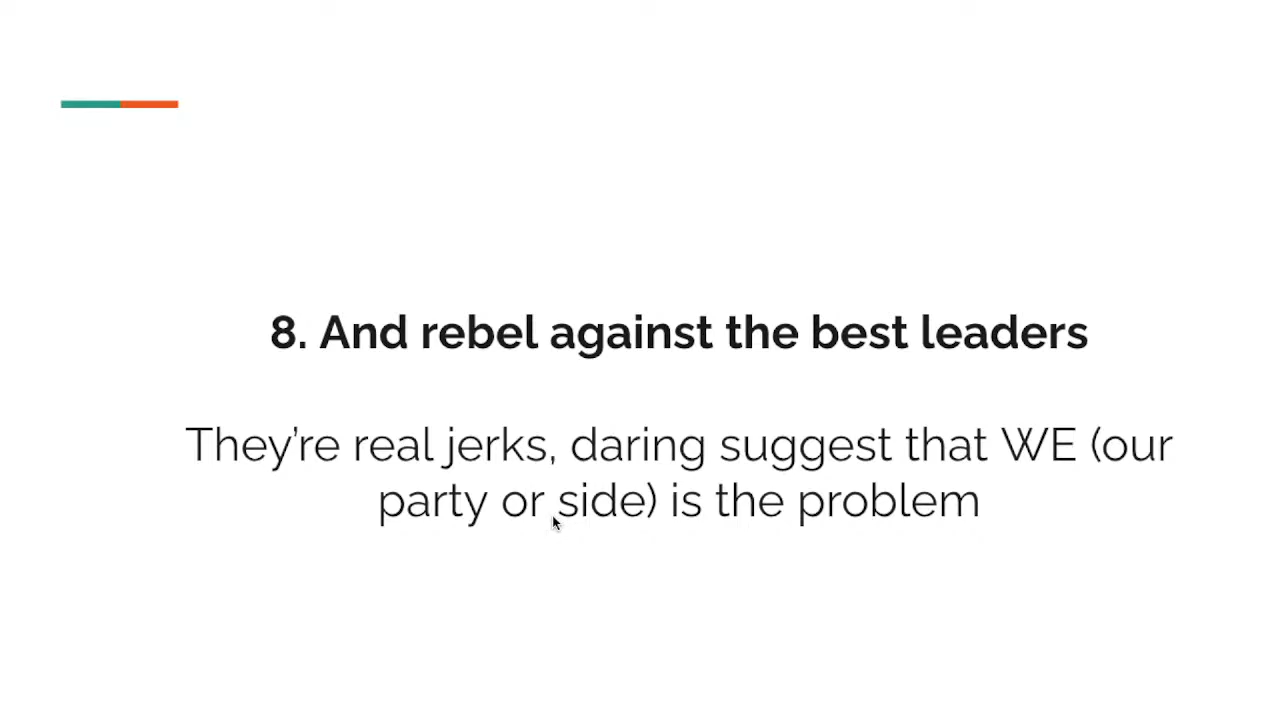 8. And rebel against the best leaders
They’re real jerks, daring suggest that WE (our
party or side) is the problem